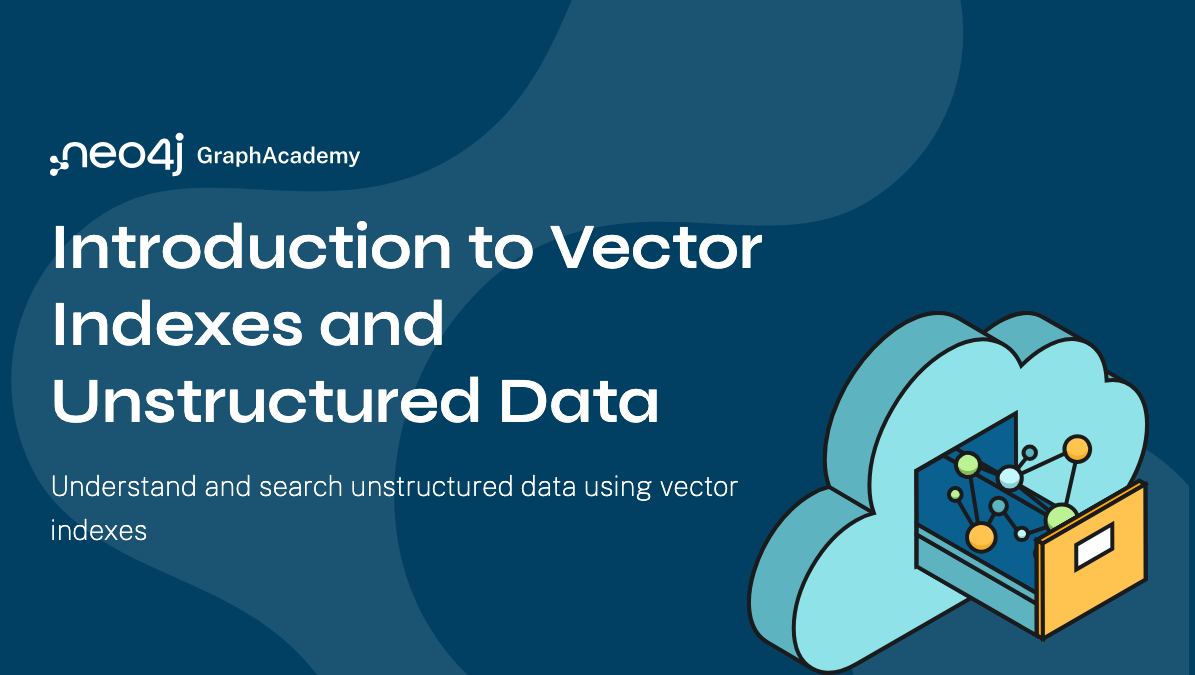 neo4j GraphAcademy
Introduction to Vector
Indexes and
Unstructured Data
Understand and search unstructured data using vector
indexes